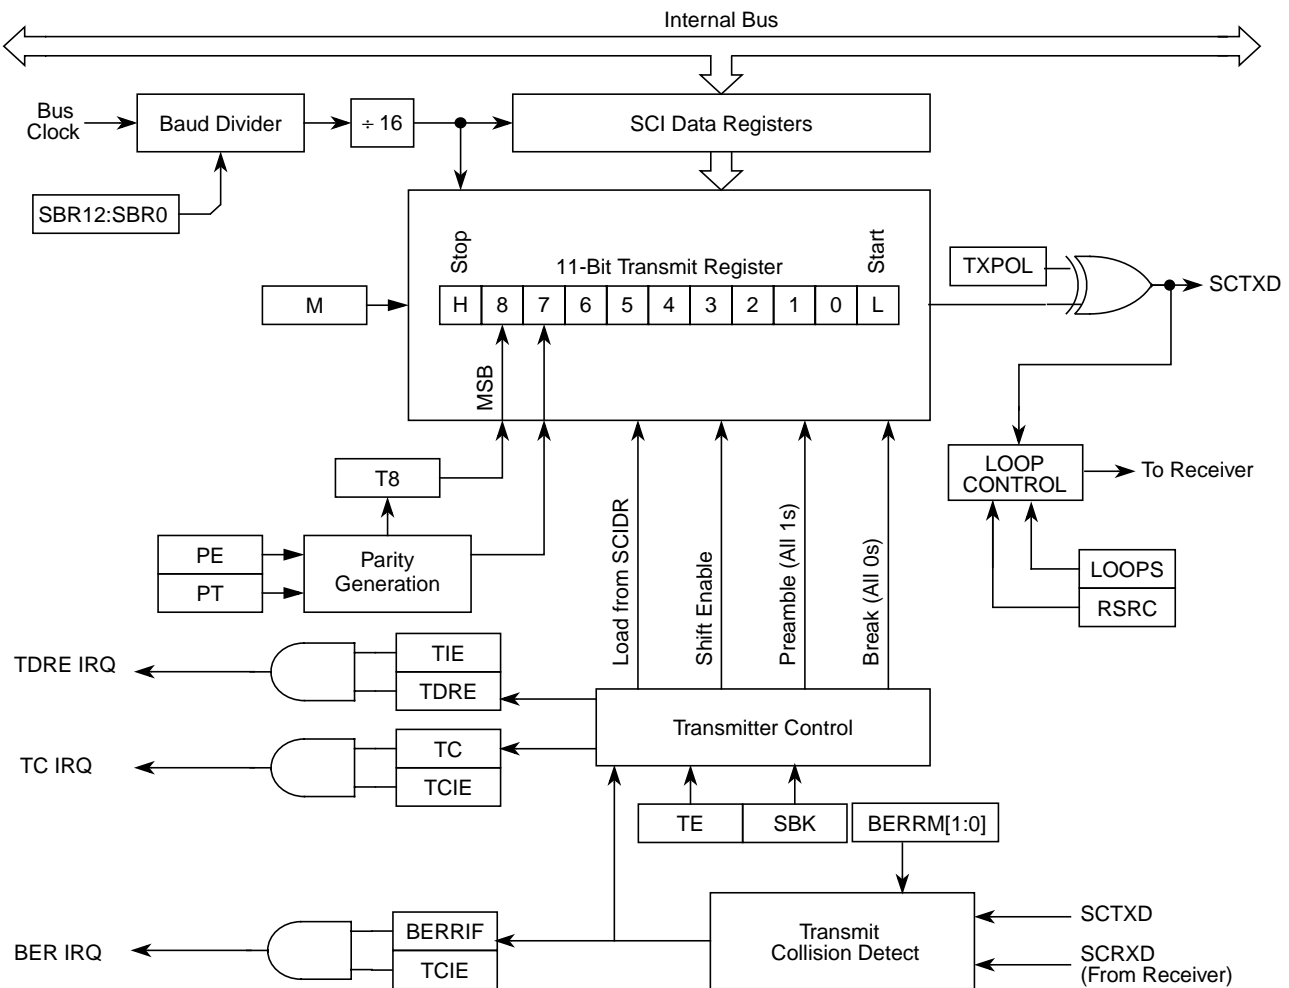 Internal Bus
Bus
Clock
Baud Divider
÷ 16
SCI Data Registers
SBR12:SBR0
Stop
11-Bit Transmit Register
Start
TXPOL
SCTXD
M
H 8 7 6 5 4 3 2 1 0 L
MSB
T8
LOOP
CONTROL
To Receiver
PE
PT
Parity
Generation
Load from SCIDR
Shift Enable
Preamble (All 1s)
Break (All 0s)
LOOPS
RSRC
TDRE IRQ
TIE
TDRE
TC IRQ
TC
TCIE
Transmitter Control
TE
SBK
BERRM[1:0]
BER IRQ
BERRIF
TCIE
Transmit
Collision Detect
SCTXD
SCRXD
(From Receiver)